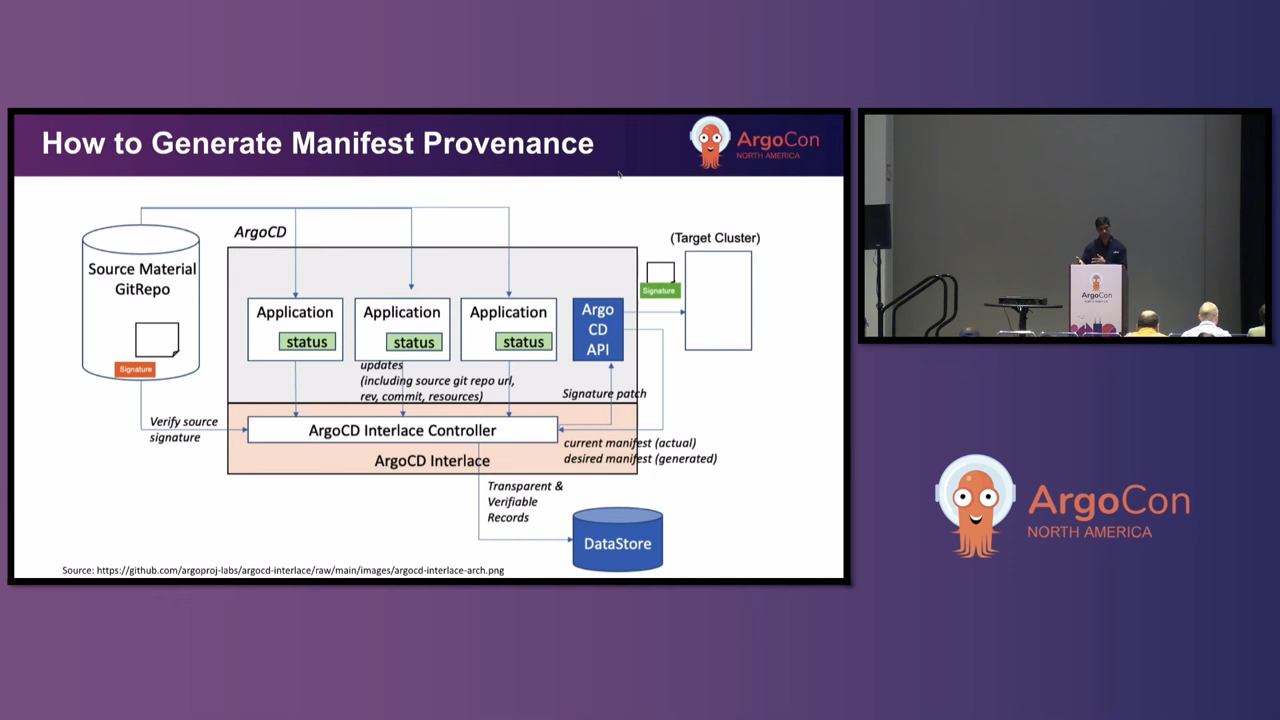 How to Generate Manifest Provenance
ArgoCon
NORTH AMERICA
ArgoCD
(Target Cluster)
Source Material
GitRepo
Signature
Signature
Application
status
Application
status
Application
status
Argo
CD
API
updates
(including source git repo url,
rev, commit, resources)
Signature patch
Verify source
signature
ArgoCD Interlace Controller
ArgoCD Interlace
current manifest (actual)
desired manifest (generated)
Transparent &
Verifiable
Records
DataStore
Source: https://github.com/argoproj-labs/argocd-interlace/raw/main/images/argocd-interlace-arch.png
ArgoCon
ArgoCon
NORTH AMERICA